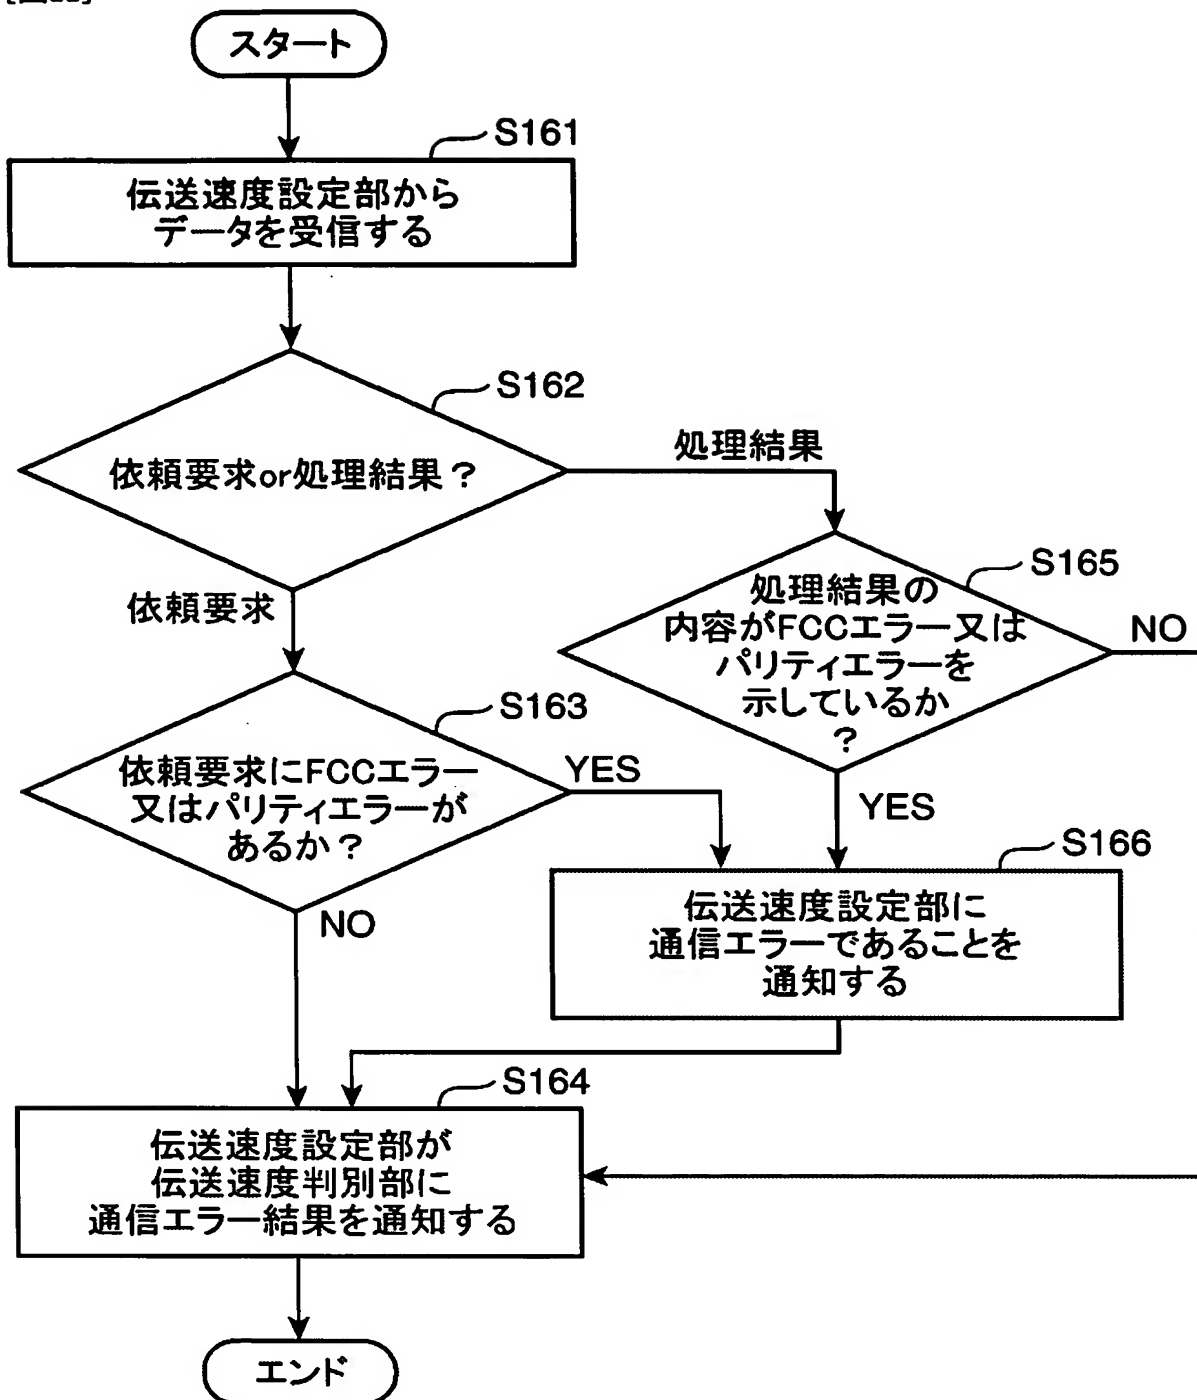 スタート
S161
伝送速度設定部から
データを受信する
S162
依頼要求or処理結果？
処理結果
依頼要求
S165
処理結果の
内容がFCCエラー又は
パリティエラーを
示しているか
？
NO
YES
S163
依頼要求にFCCエラー
又はパリティエラーが
あるか？
YES
NO
S166
伝送速度設定部に
通信エラーであることを
通知する
S164
伝送速度設定部が
伝送速度判別部に
通信エラー結果を通知する
エンド